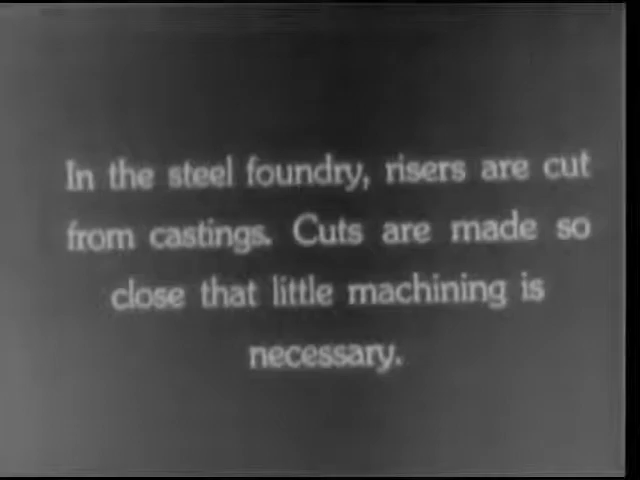 In the steel foundry, risers are cut
from castings. Cuts are made so
close that little machining is
necessary.